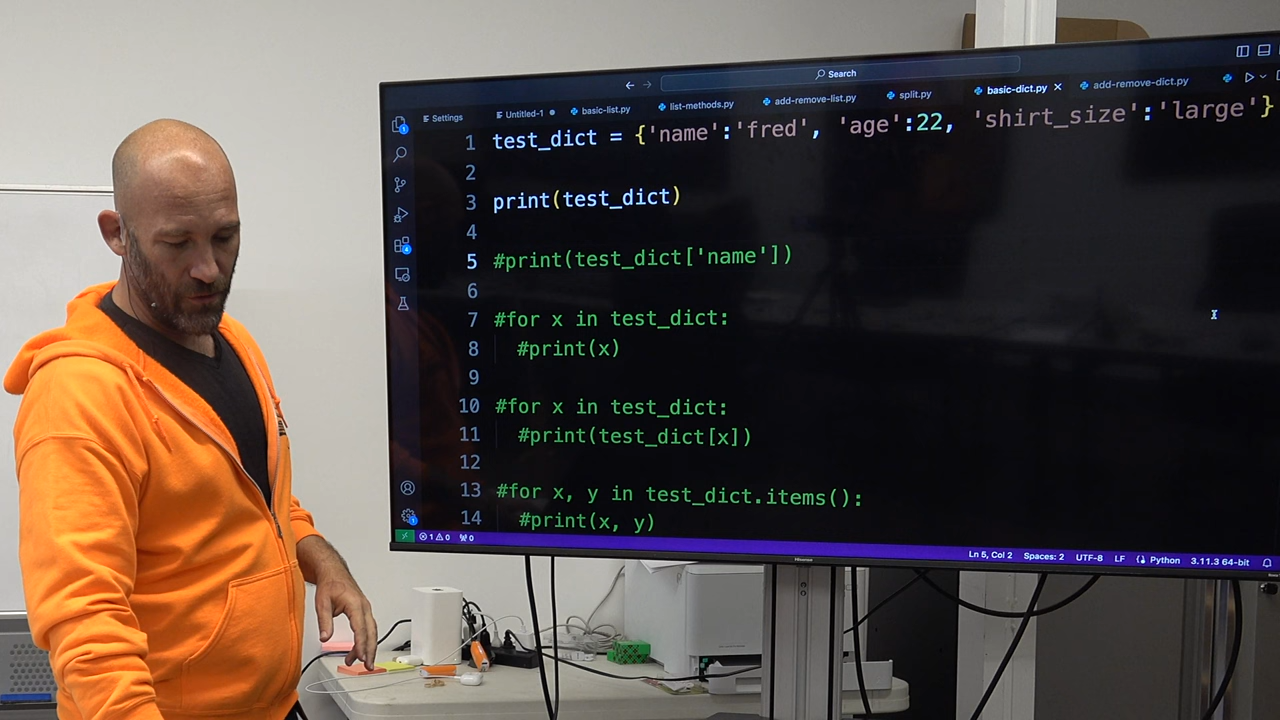 Search
Settings Untitled-1 basic-list.py list-methods.py add-remove-list.py split.py basic-dict.py add-remove-dict.py
1 test_dict = {'name':'fred', 'age':22, 'shirt_size':'large'}
2
3 print(test_dict)
4
5 #print(test_dict['name'])
6
7 #for x in test_dict:
8 #print(x)
9
10 #for x in test_dict:
11 #print(test_dict[x])
12
13 #for x, y in test_dict.items():
14 #print(x, y)
1 0 0 Ln 5, Col 2 Spaces: 2 UTF-8 LF Python 3.11.3 64-bit
Hisense